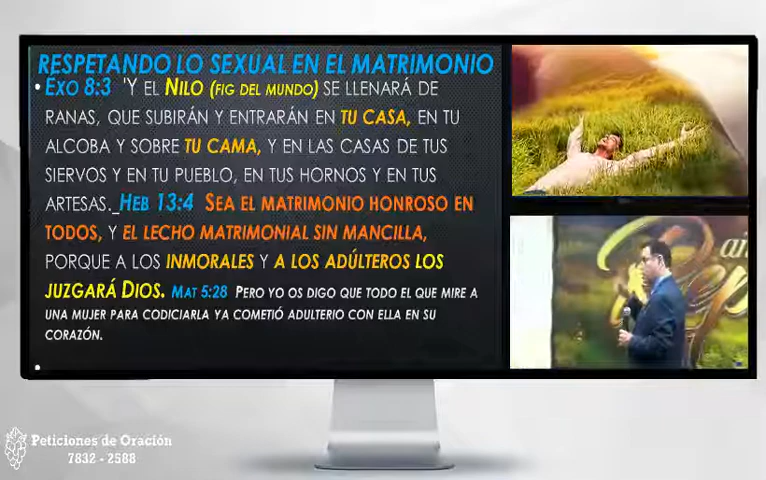 RESPETANDO LO SEXUAL EN EL MATRIMONIO
• ÉXO 8:3 'Y EL NILO (FIG DEL MUNDO) SE LLENARÁ DE
RANAS, QUE SUBIRÁN Y ENTRARÁN EN TU CASA, EN TU
ALCOBA Y SOBRE TU CAMA, Y EN LAS CASAS DE TUS
SIERVOS Y EN TU PUEBLO, EN TUS HORNOS Y EN TUS
ARTESAS._HEB 13:4 SEA EL MATRIMONIO HONROSO EN
TODOS, Y EL LECHO MATRIMONIAL SIN MANCILLA,
PORQUE A LOS INMORALES Y A LOS ADÚLTEROS LOS
JUZGARÁ DIOS. MAT 5:28 PERO YO OS DIGO QUE TODO EL QUE MIRE A
UNA MUJER PARA CODICIARLA YA COMETIÓ ADULTERIO CON ELLA EN SU
CORAZÓN.
•
Peticiones de Oración
7832 - 2588